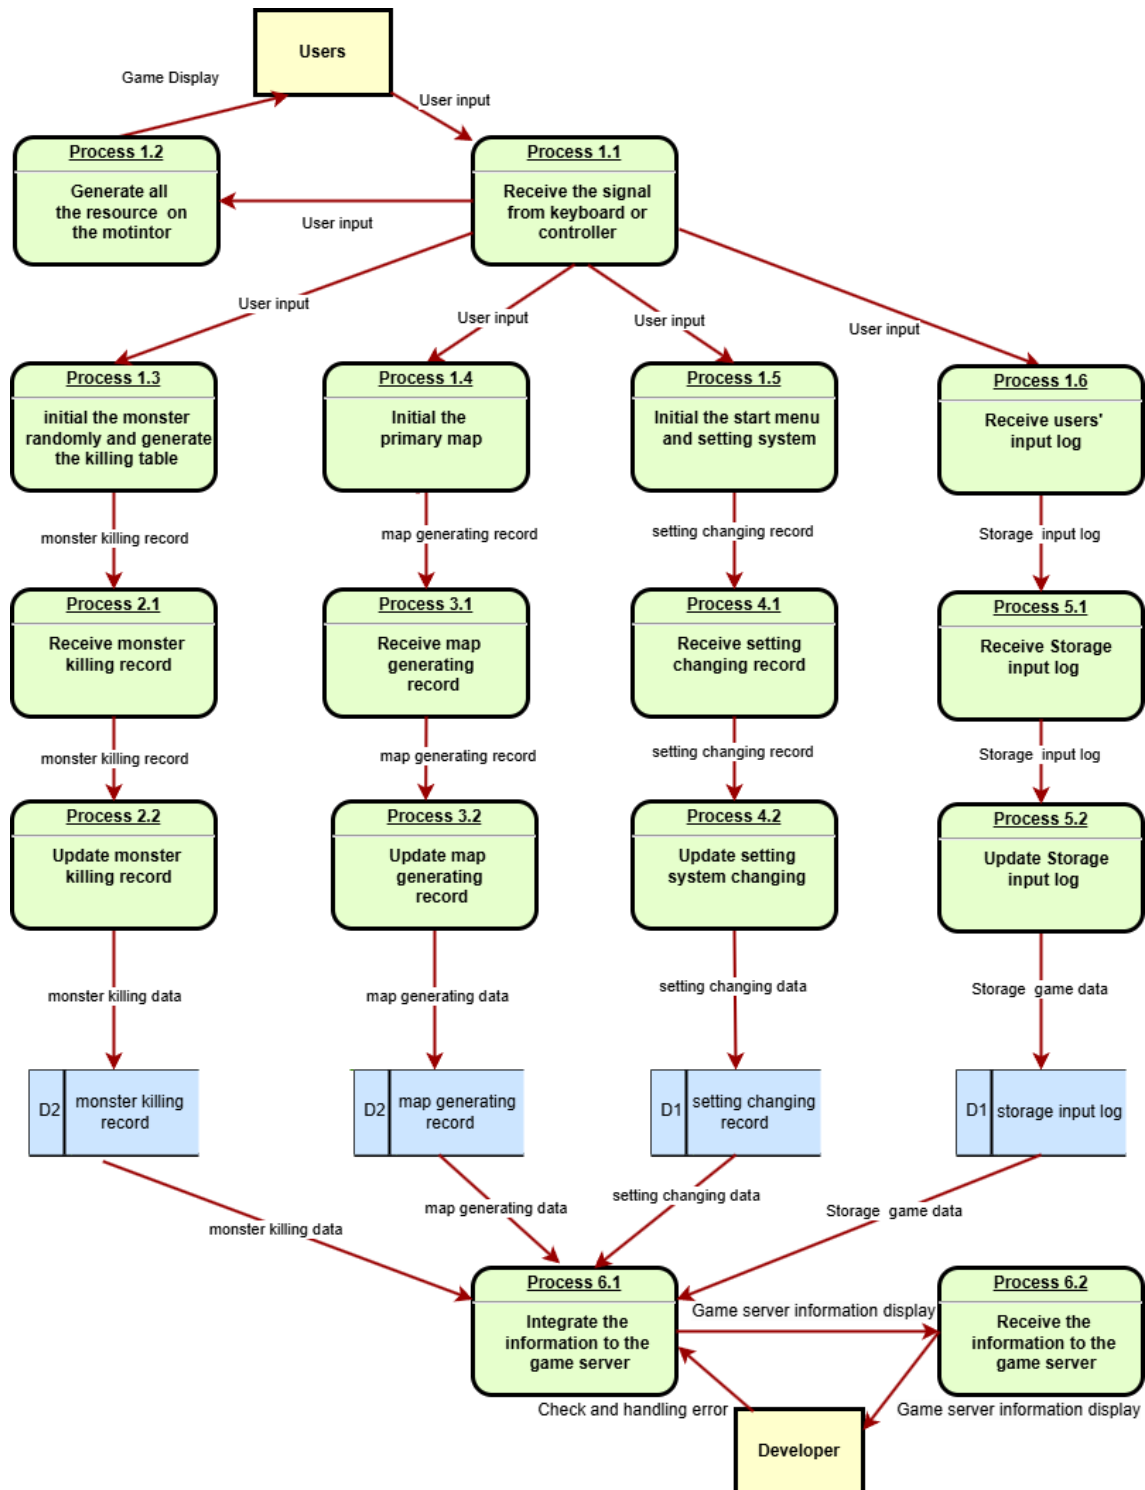 Users
Game Display
User input
Process 1.2
Generate all
the resource on
the motintor
Process 1.1
Receive the signal
from keyboard or
controller
User input
User input
User input
User input
User input
Process 1.3
initial the monster
randomly and generate
the killing table
Process 1.4
Initial the
primary map
Process 1.5
Initial the start menu
and setting system
Process 1.6
Receive users'
input log
monster killing record
map generating record
setting changing record
Storage input log
Process 2.1
Receive monster
killing record
Process 3.1
Receive map
generating
record
Process 4.1
Receive setting
changing record
Process 5.1
Receive Storage
input log
monster killing record
map generating record
setting changing record
Storage input log
Process 2.2
Update monster
killing record
Process 3.2
Update map
generating
record
Process 4.2
Update setting
system changing
Process 5.2
Update Storage
input log
monster killing data
map generating data
setting changing data
Storage game data
D2
monster killing
record
D2
map generating
record
D1
setting changing
record
D1
storage input log
monster killing data
map generating data
setting changing data
Storage game data
Process 6.1
Integrate the
information to the
game server
Game server information display
Process 6.2
Receive the
information to the
game server
Check and handling error
Game server information display
Developer